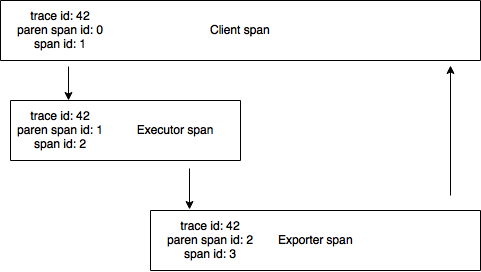 trace id: 42
paren span id: 0
span id: 1
Client span
trace id: 42
paren span id: 1
span id: 2
Executor span
trace id: 42
paren span id: 2
span id: 3
Exporter span